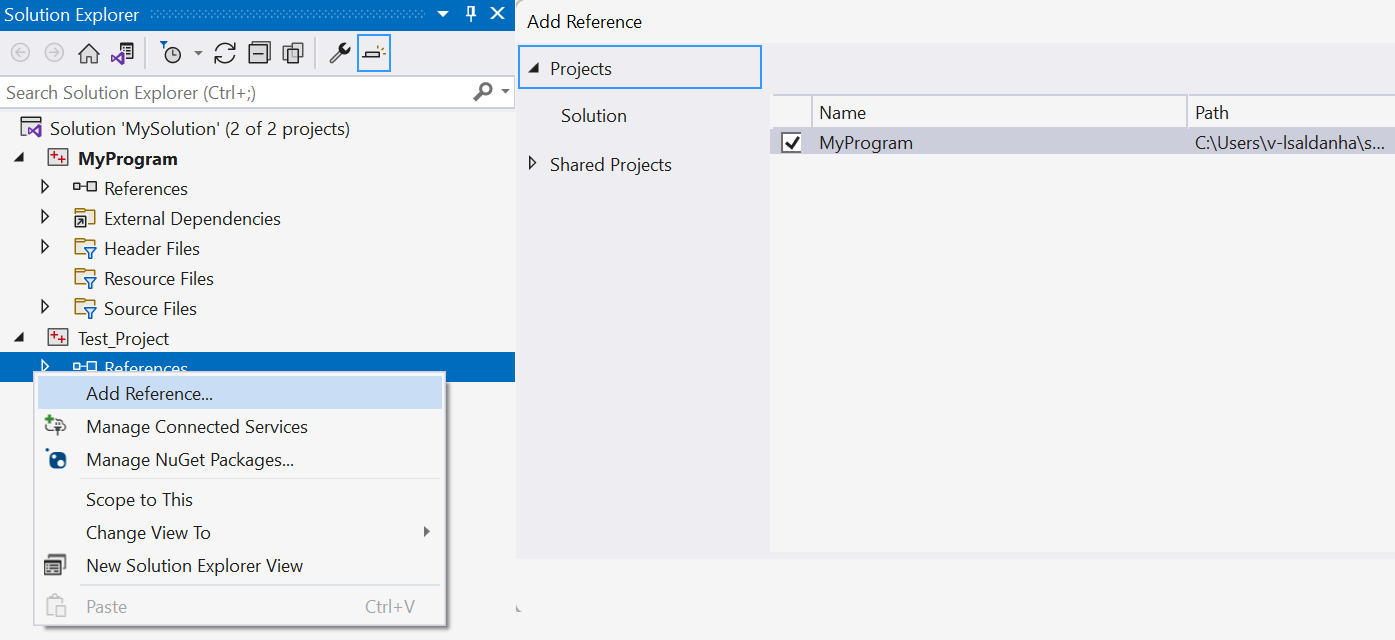 Solution Explorer
Search Solution Explorer (Ctrl+;)
Solution 'MySolution' (2 of 2 projects)
MyProgram
References
External Dependencies
Header Files
Resource Files
Source Files
Test_Project
References
Add Reference...
Manage Connected Services
Manage NuGet Packages...
Scope to This
Change View To
New Solution Explorer View
Paste Ctrl+V
Add Reference
Projects
Solution
Shared Projects
Name Path
MyProgram C:\Users\v-lsaldanha\s...